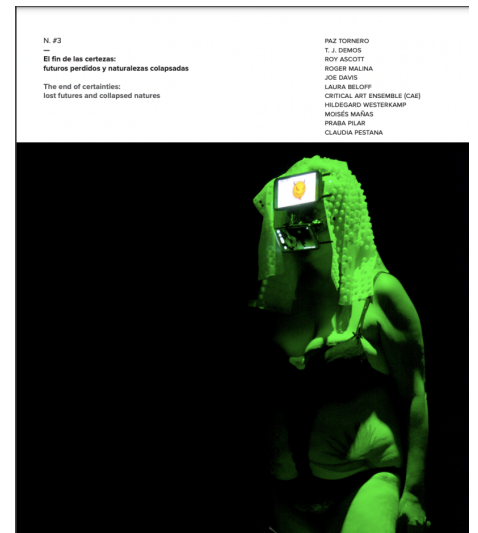 N. #3
—
El fin de las certezas:
futuros perdidos y naturalezas colapsadas
The end of certainties:
lost futures and collapsed natures
PAZ TORNERO
T. J. DEMOS
ROY ASCOTT
ROGER MALINA
JOE DAVIS
LAURA BELOFF
CRITICAL ART ENSEMBLE (CAE)
HILDEGARD WESTERKAMP
MOISÉS MAÑAS
PRABA PILAR
CLAUDIA PESTANA